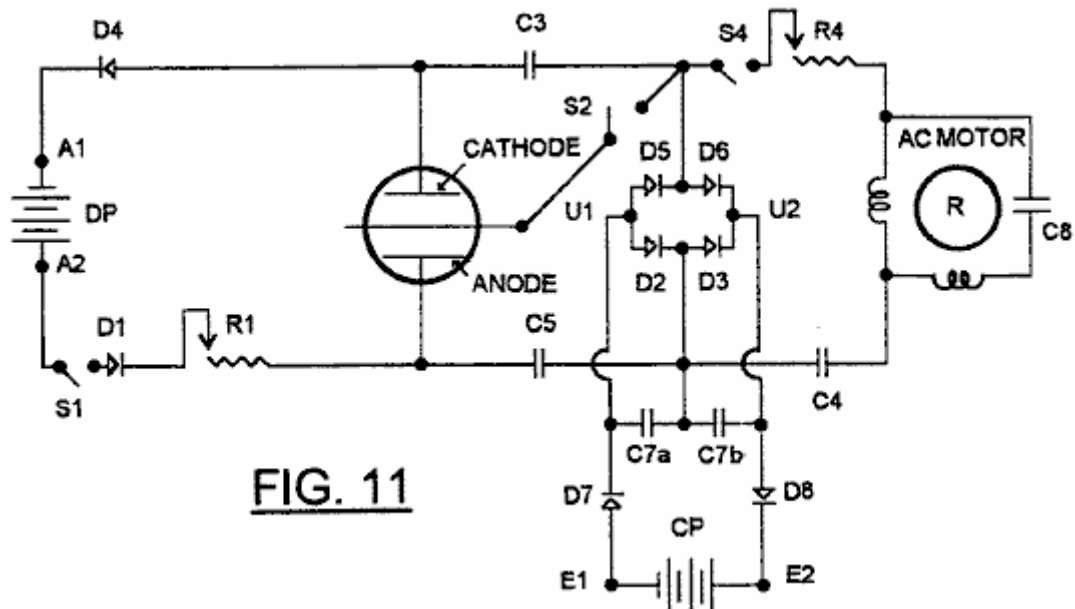 D4
C3
S4
R4
S2
A1
CATHODE
D5
D6
AC MOTOR
DP
U1
U2
R
C8
A2
ANODE
D2
D3
D1
R1
C5
S1
C4
C7a
C7b
FIG. 11
D7
D8
CP
E1
E2